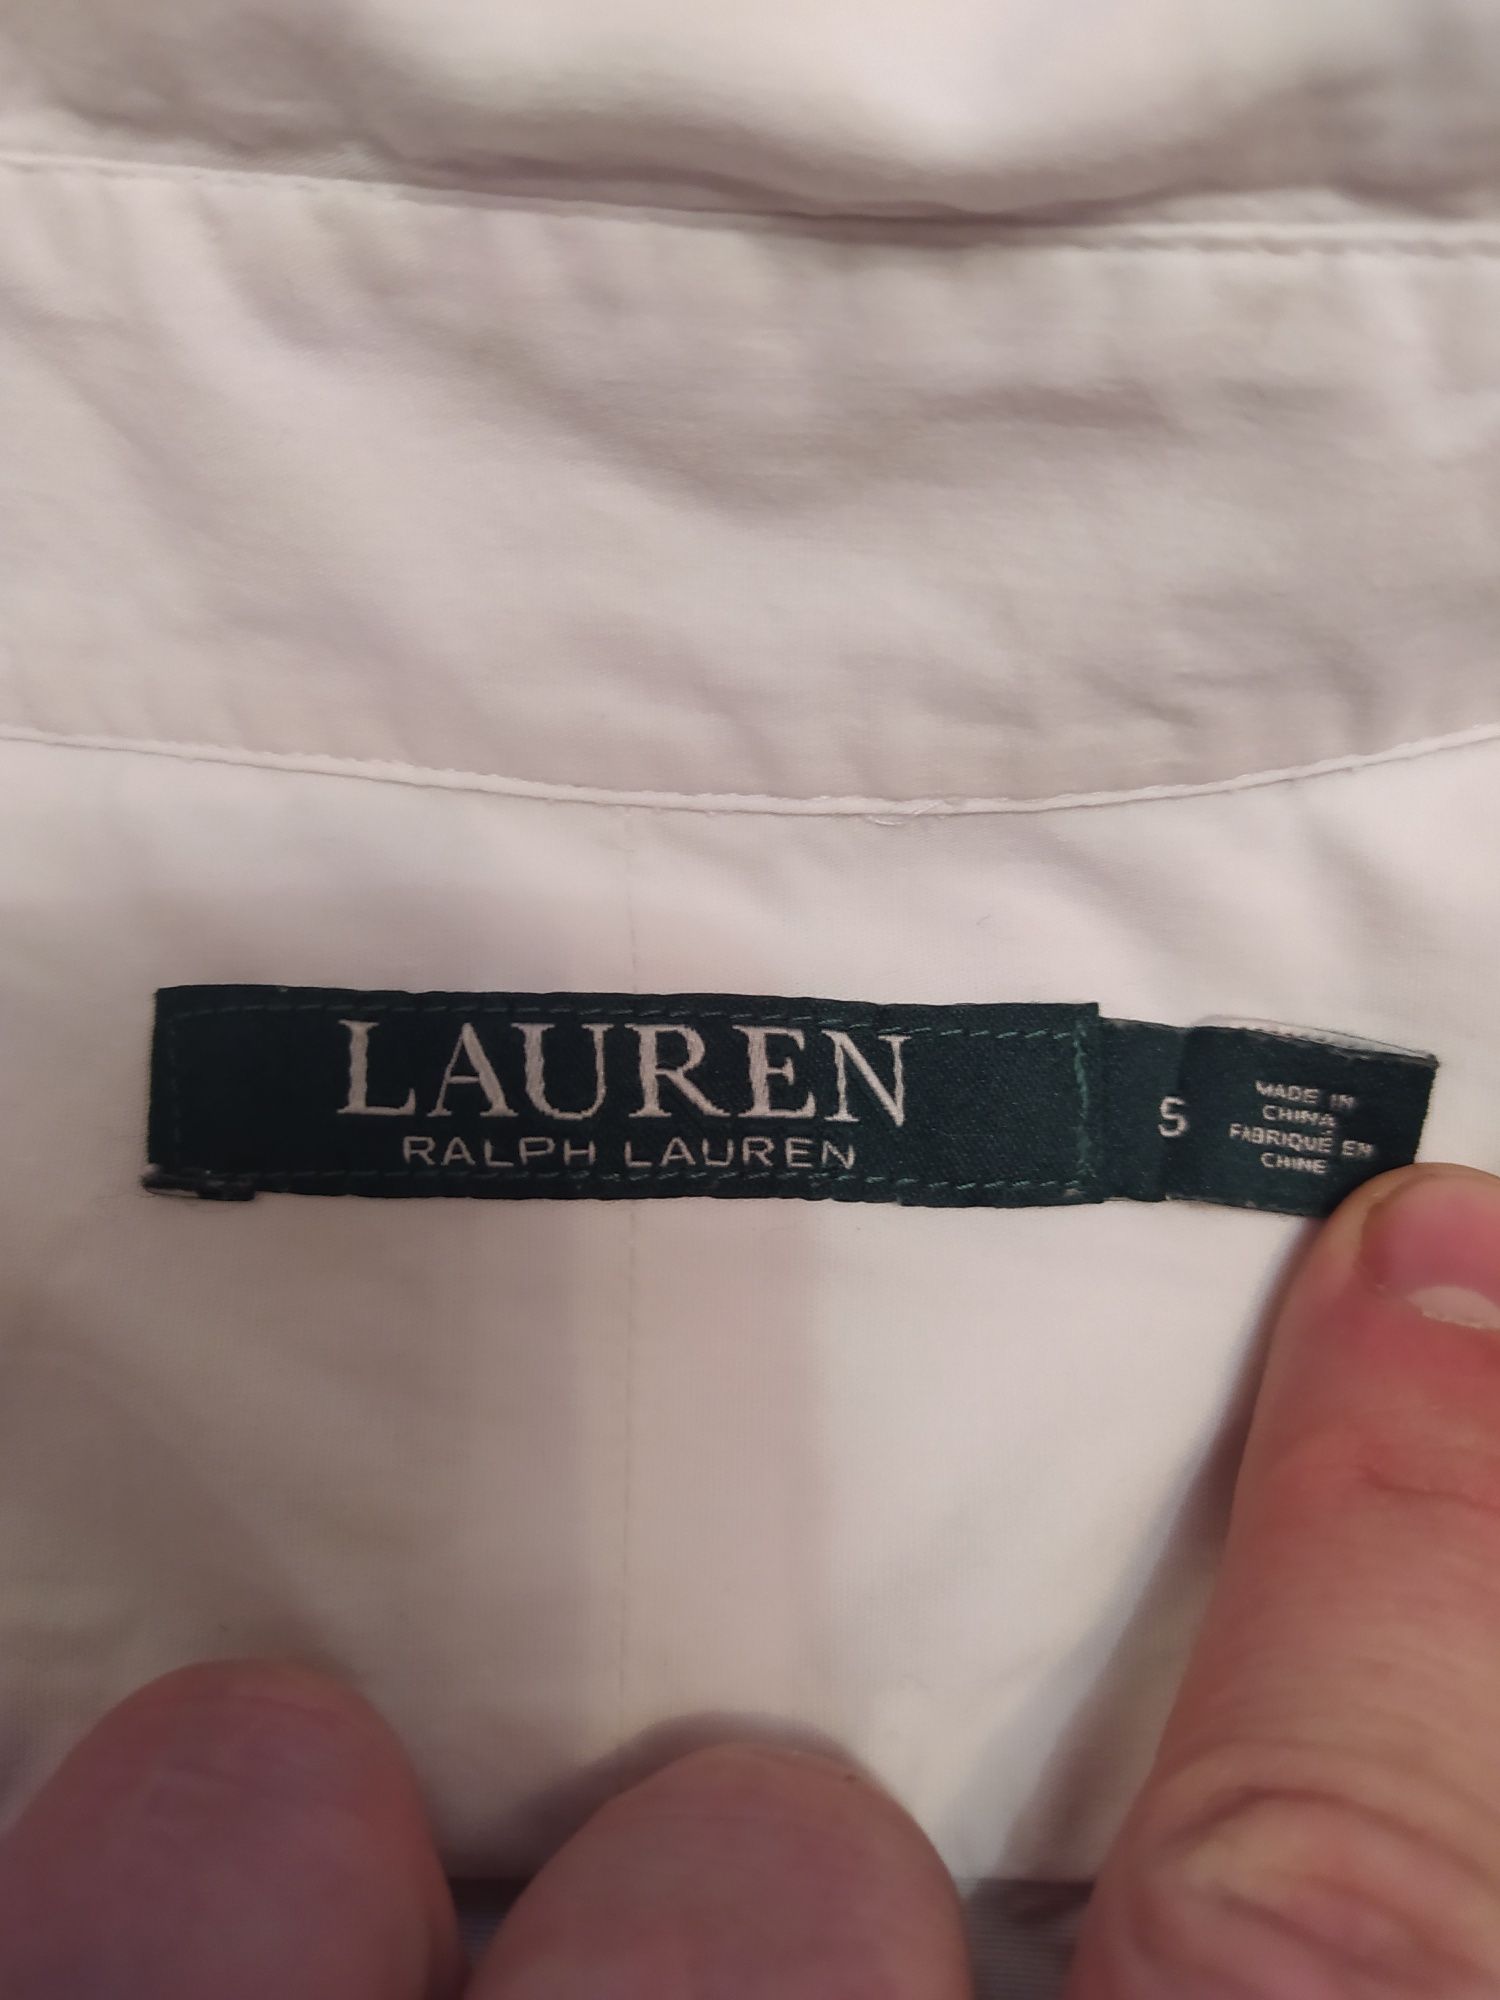 LAUREN
RALPH LAUREN
S
MADE IN
CHINA
FABRIQUÉ EN
CHINE